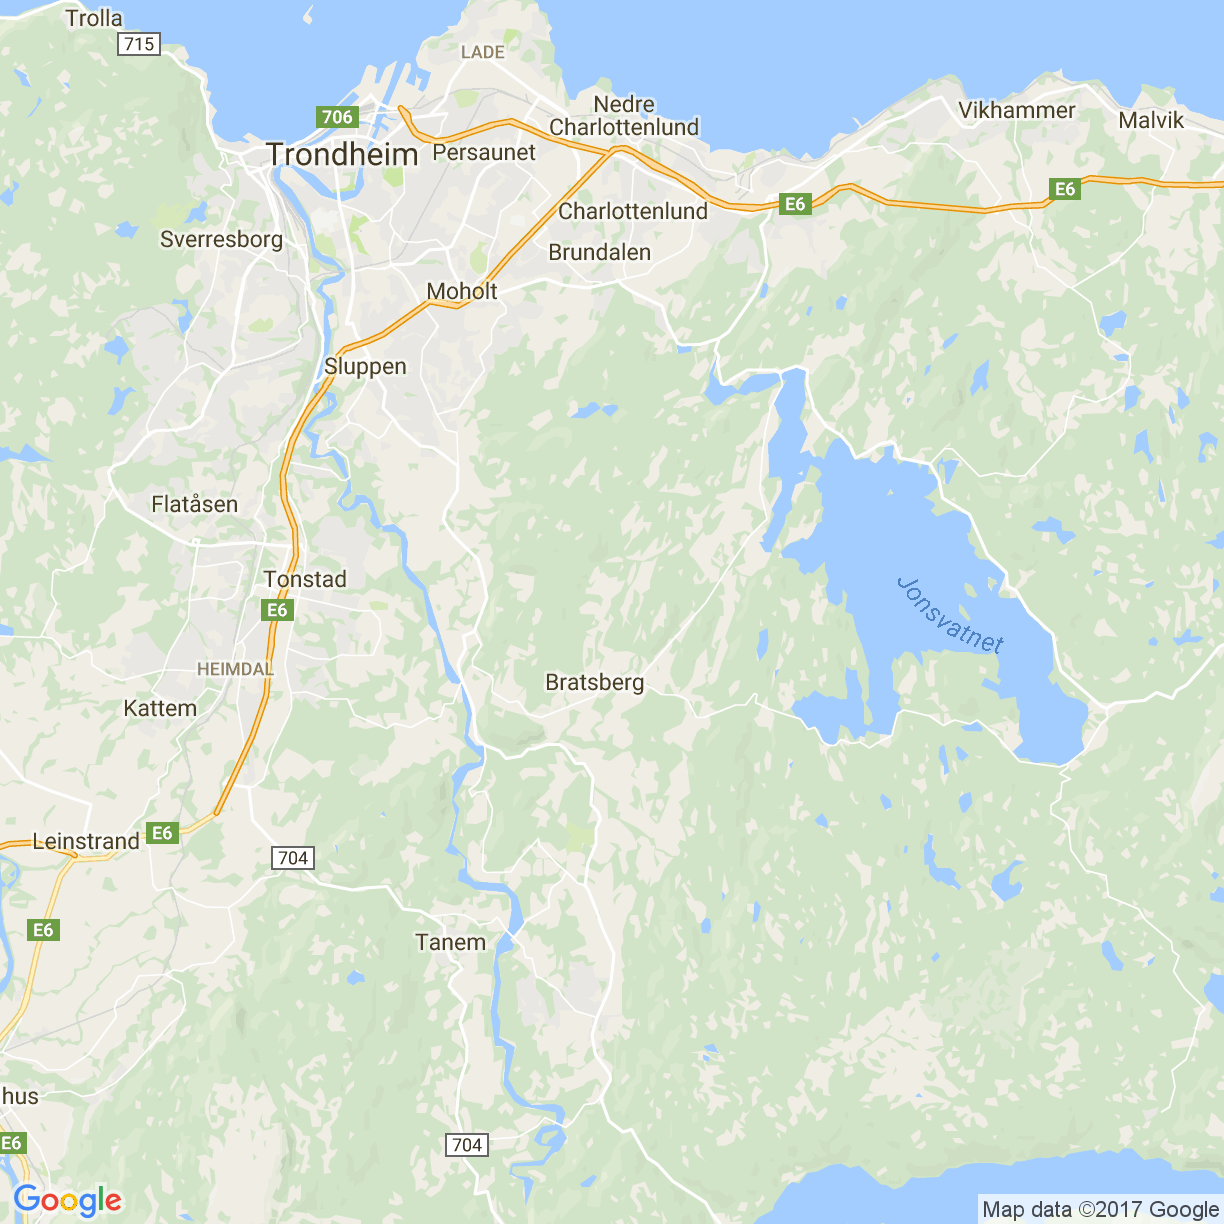 Trolla
715
LADE
706
Nedre
Charlottenlund
Vikhammer
Malvik
Trondheim
Persaunet
E6
E6
Charlottenlund
Sverresborg
Brundalen
Moholt
Sluppen
Flatåsen
Tonstad
E6
Jonsvatnet
HEIMDAL
Bratsberg
Kattem
Leinstrand
E6
704
E6
Tanem
hus
E6
704
Google
Map data ©2017 Google